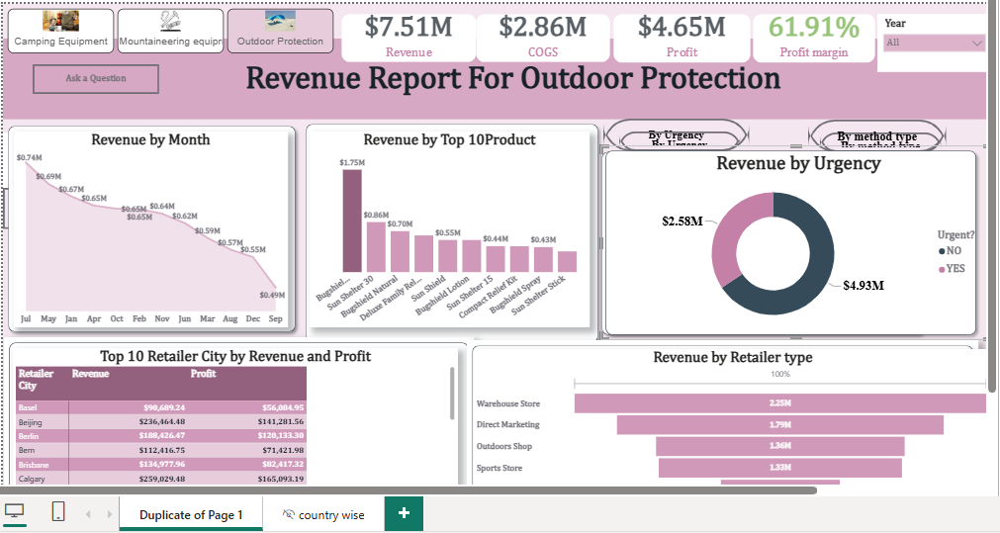 Camping Equipment
Mountaineering equipm
Outdoor Protection
$7.51M
Revenue
$2.86M
COGS
$4.65M
Profit
61.91%
Profit margin
Year
All
Ask a Question
Revenue Report For Outdoor Protection
Revenue by Month
$0.74M
$0.69M
$0.67M
$0.65M
$0.65M
$0.65M
$0.64M
$0.62M
$0.59M
$0.57M
$0.55M
$0.49M
Jul May Jan Apr Oct Feb Nov Jun Mar Aug Dec Sep
Revenue by Top 10Product
$1.75M
$0.86M
$0.70M
$0.55M
$0.44M
$0.43M
Bugshiel...
Sun Shelter 30
Bugshield Natural
Deluxe Family Rel...
Sun Shield
Bugshield Lotion
Sun Shelter 15
Compact Relief Kit
Bugshield Spray
Sun Shelter Stick
By Urgency
By Urgency
By method type
By method type
Revenue by Urgency
$2.58M
$4.93M
Urgent?
NO
YES
Top 10 Retailer City by Revenue and Profit
Retailer City Revenue Profit
Basel $90,689.24 $56,084.95
Beijing $236,464.48 $141,281.56
Berlin $188,426.47 $120,133.30
Bern $112,416.75 $71,421.98
Brisbane $134,977.96 $82,417.32
Calgary $259,029.48 $165,093.19
Revenue by Retailer type
100%
Warehouse Store 2.25M
Direct Marketing 1.79M
Outdoors Shop 1.36M
Sports Store 1.33M
Duplicate of Page 1
country wise